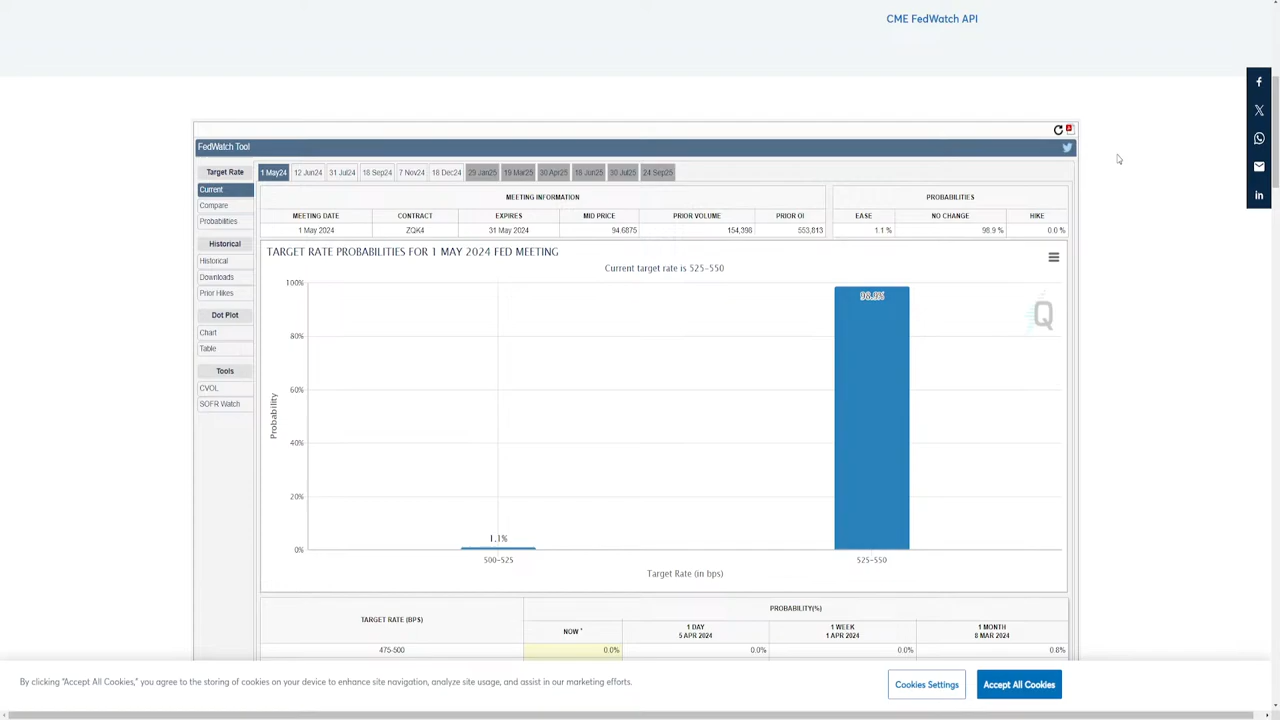 CME FedWatch API
FedWatch Tool
Target Rate
Current
Compare
Probabilities
Historical
Historical
Downloads
Prior Hikes
Dot Plot
Chart
Table
Tools
CVOL
SOFR Watch
1 May24 12 Jun24 31 Jul24 18 Sep24 7 Nov24 18 Dec24 29 Jan25 19 Mar25 30 Apr25 18 Jun25 30 Jul25 24 Sep25
MEETING INFORMATION
MEETING DATE CONTRACT EXPIRES MID PRICE PRIOR VOLUME PRIOR OI
1 May 2024 ZQK4 31 May 2024 94.6875 154,398 553,813
PROBABILITIES
EASE NO CHANGE HIKE
1.1 % 98.9 % 0.0 %
TARGET RATE PROBABILITIES FOR 1 MAY 2024 FED MEETING
Current target rate is 525-550
100%
80%
60%
40%
20%
0%
Probability
98.9%
1.1%
500-525 525-550
Target Rate (in bps)
Q
TARGET RATE (BPS)
PROBABILITY(%)
NOW *
1 DAY
5 APR 2024
1 WEEK
1 APR 2024
1 MONTH
8 MAR 2024
475-500 0.0% 0.0% 0.0% 0.8%
By clicking “Accept All Cookies,” you agree to the storing of cookies on your device to enhance site navigation, analyze site usage, and assist in our marketing efforts.
Cookies Settings
Accept All Cookies